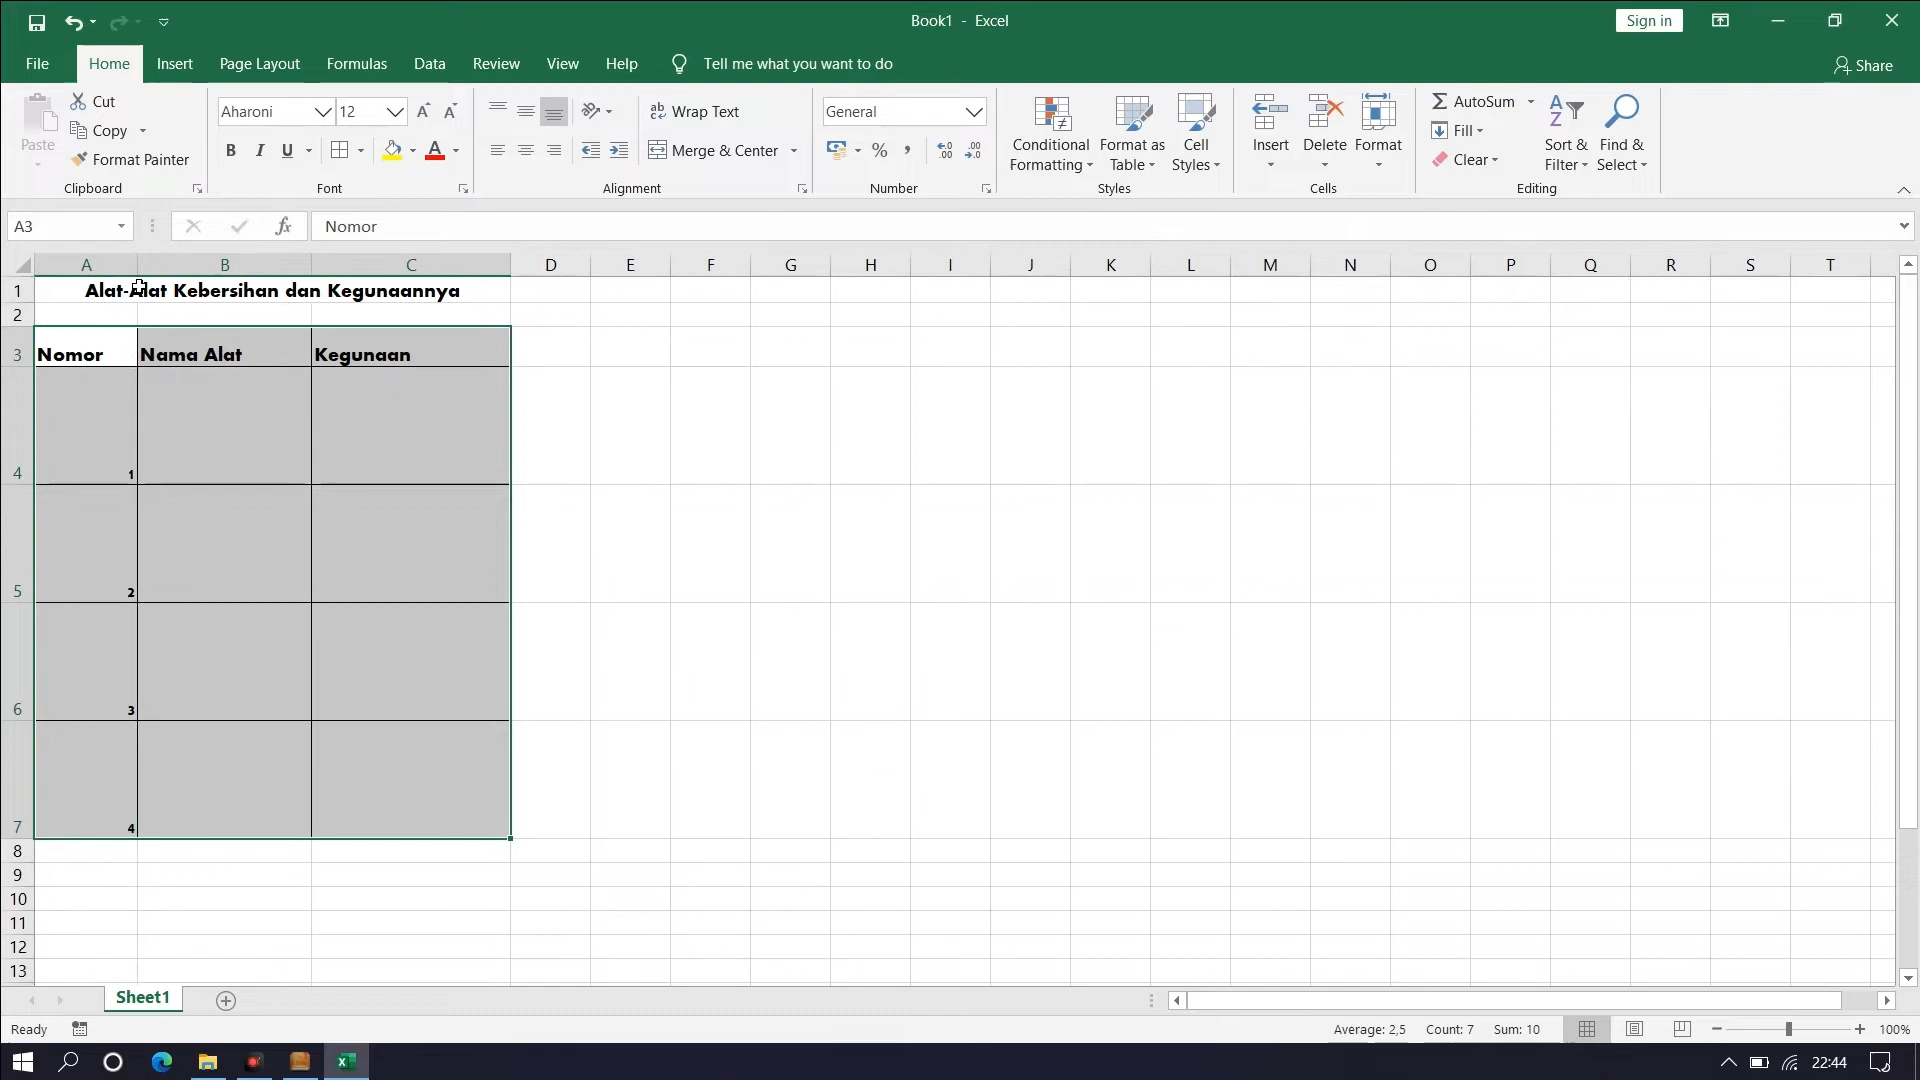 Book1 - Excel
Sign in
File Home Insert Page Layout Formulas Data Review View Help Tell me what you want to do Share
Paste
Cut
Copy
Format Painter
Clipboard
Aharoni 12
B I U A
Font
Wrap Text
Merge & Center
Alignment
General
%
Number
Conditional Formatting
Format as Table
Cell Styles
Styles
Insert Delete Format
Cells
AutoSum
Fill
Clear
Sort & Filter
Find & Select
Editing
A3 fx Nomor
A B C D E F G H I J K L M N O P Q R S T
1 Alat-Alat Kebersihan dan Kegunaannya
2
3 Nomor Nama Alat Kegunaan
4 1
5 2
6 3
7 4
8
9
10
11
12
13
Sheet1
Ready Average: 2,5 Count: 7 Sum: 10 100%
22:44